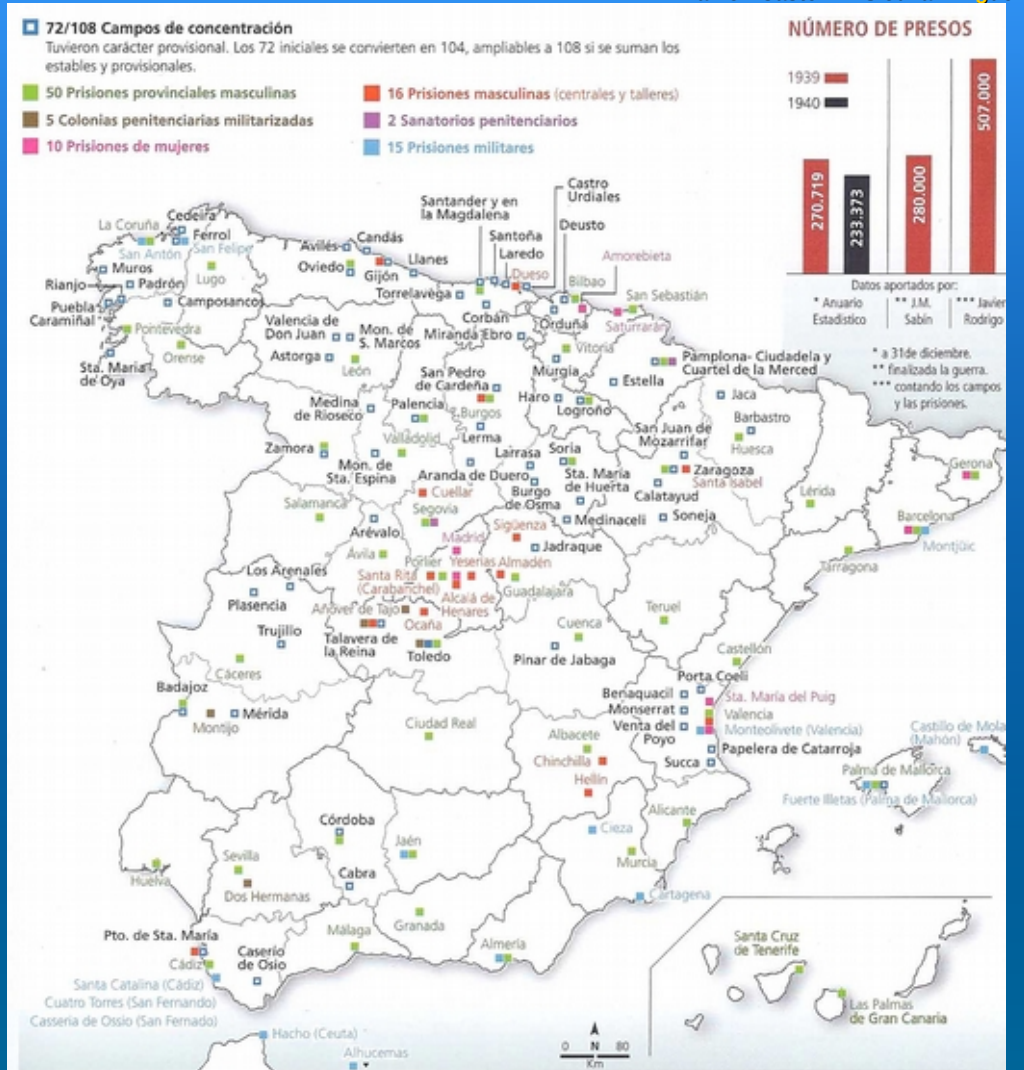 72/108 Campos de concentración
Tuvieron carácter provisional. Los 72 iniciales se convierten en 104, ampliables a 108 si se suman los
estables y provisionales.
50 Prisiones provinciales masculinas
16 Prisiones masculinas (centrales y talleres)
5 Colonias penitenciarias militarizadas
2 Sanatorios penitenciarios
10 Prisiones de mujeres
15 Prisiones militares
NÚMERO DE PRESOS
1939
1940
270.719
233.373
280.000
507.000
Datos aportados por:
* Anuario
Estadístico
** J.M.
Sabín
*** Javier
Rodrigo
* a 31de diciembre.
** finalizada la guerra.
*** contando los campos
y las prisiones.
Castro
Urdiales
Santander y en
la Magdalena
Deusto
Santoña
Laredo
Dueso
Amorebieta
Bilbao
San Sebastián
Saturrarán
Cedeira
La Coruña
Ferrol
San Antón
San Felipe
Muros
Lugo
Rianjo
Padrón
Puebla
Caramiñal
Camposancos
Pontevedra
Orense
Sta. María
de Oya
Avilés
Candás
Oviedo
Gijón
Llanes
Torrelavega
Corbán
Orduña
Valencia de
Don Juan
Mon. de
S. Marcos
Miranda Ebro
Vitoria
Astorga
León
San Pedro
de Cardeña
Murgia
Pamplona- Ciudadela y
Cuartel de la Merced
Estella
Medina
de Rioseco
Palencia
Burgos
Haro
Logroño
Jaca
Barbastro
Huesca
San Juan de
Mozarrifar
Zamora
Valladolid
Lerma
Lairasa
Soria
Mon. de
Sta. Espina
Aranda de Duero
Sta. María
de Huerta
Zaragoza
Santa Isabel
Gerona
Cuellar
Burgo
de Osma
Calatayud
Lérida
Salamanca
Segovia
Medinaceli
Soneja
Barcelona
Montjüic
Arévalo
Madrid
Sigüenza
Jadraque
Tarragona
Ávila
Porlier
Yeserias
Almadén
Los Arenales
Santa Rita
(Carabanchel)
Guadalajara
Plasencia
Añover de Tajo
Alcalá de
Henares
Teruel
Trujillo
Ocaña
Cuenca
Talavera de
la Reina
Toledo
Pinar de Jabaga
Castellón
Cáceres
Porta Coeli
Badajoz
Benaquacil
Sta. María del Puig
Montijo
Mérida
Monserrat
Valencia
Ciudad Real
Venta del
Poyo
Monteolivete (Valencia)
Castillo de Mola
(Mahón)
Albacete
Papelera de Catarroja
Chinchilla
Succa
Palma de Mallorca
Hellín
Fuerte Illetas (Palma de Mallorca)
Alicante
Córdoba
Cieza
Jaén
Sevilla
Murcia
Huelva
Cabra
Dos Hermanas
Cartagena
Granada
Málaga
Almería
Pto. de Sta. María
Caserío
de Osio
Cádiz
Santa Catalina (Cádiz)
Cuatro Torres (San Fernando)
Casseria de Ossio (San Fernado)
Hacho (Ceuta)
Alhucemas
Santa Cruz
de Tenerife
Las Palmas
de Gran Canaria
0 N 80
Km